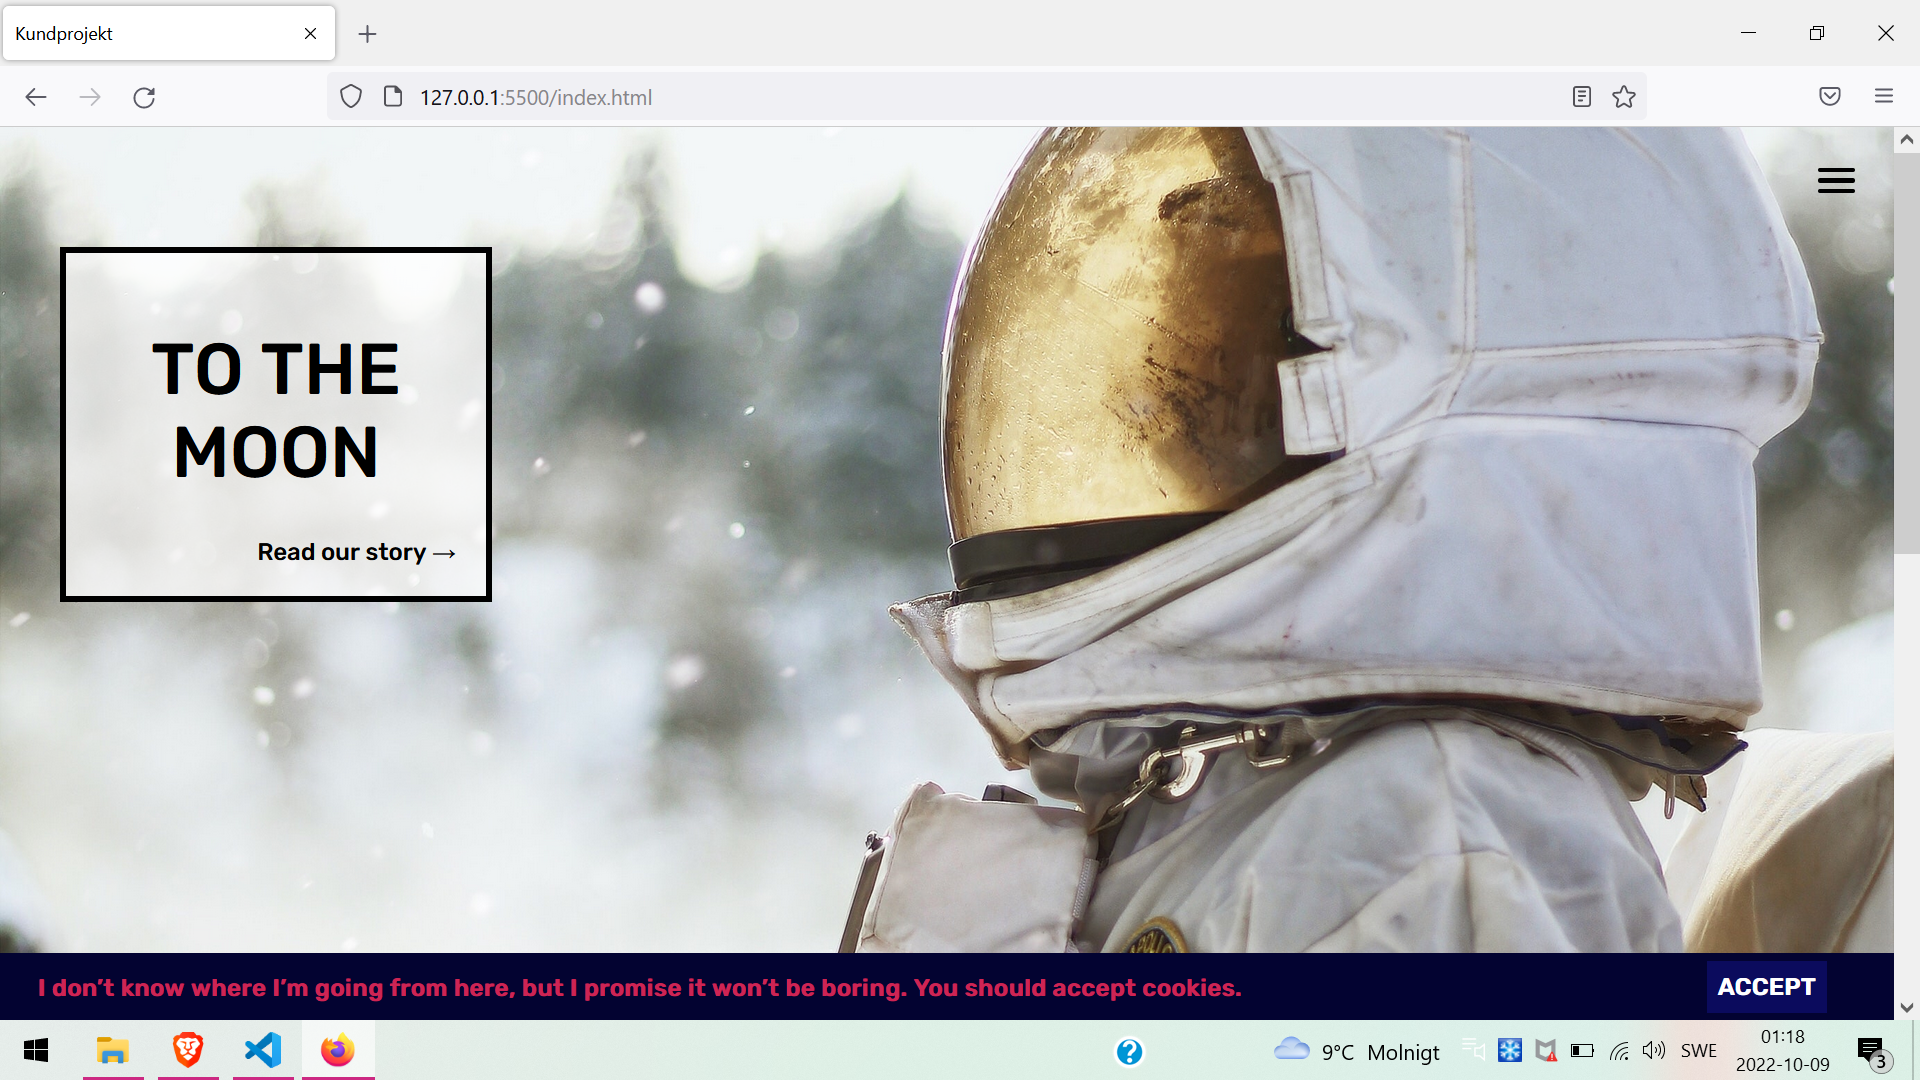 Kundprojekt
127.0.0.1:5500/index.html
TO THE
MOON
Read our story →
I don’t know where I’m going from here, but I promise it won’t be boring. You should accept cookies.
ACCEPT
9°C Molnigt
SWE
01:18
2022-10-09
3